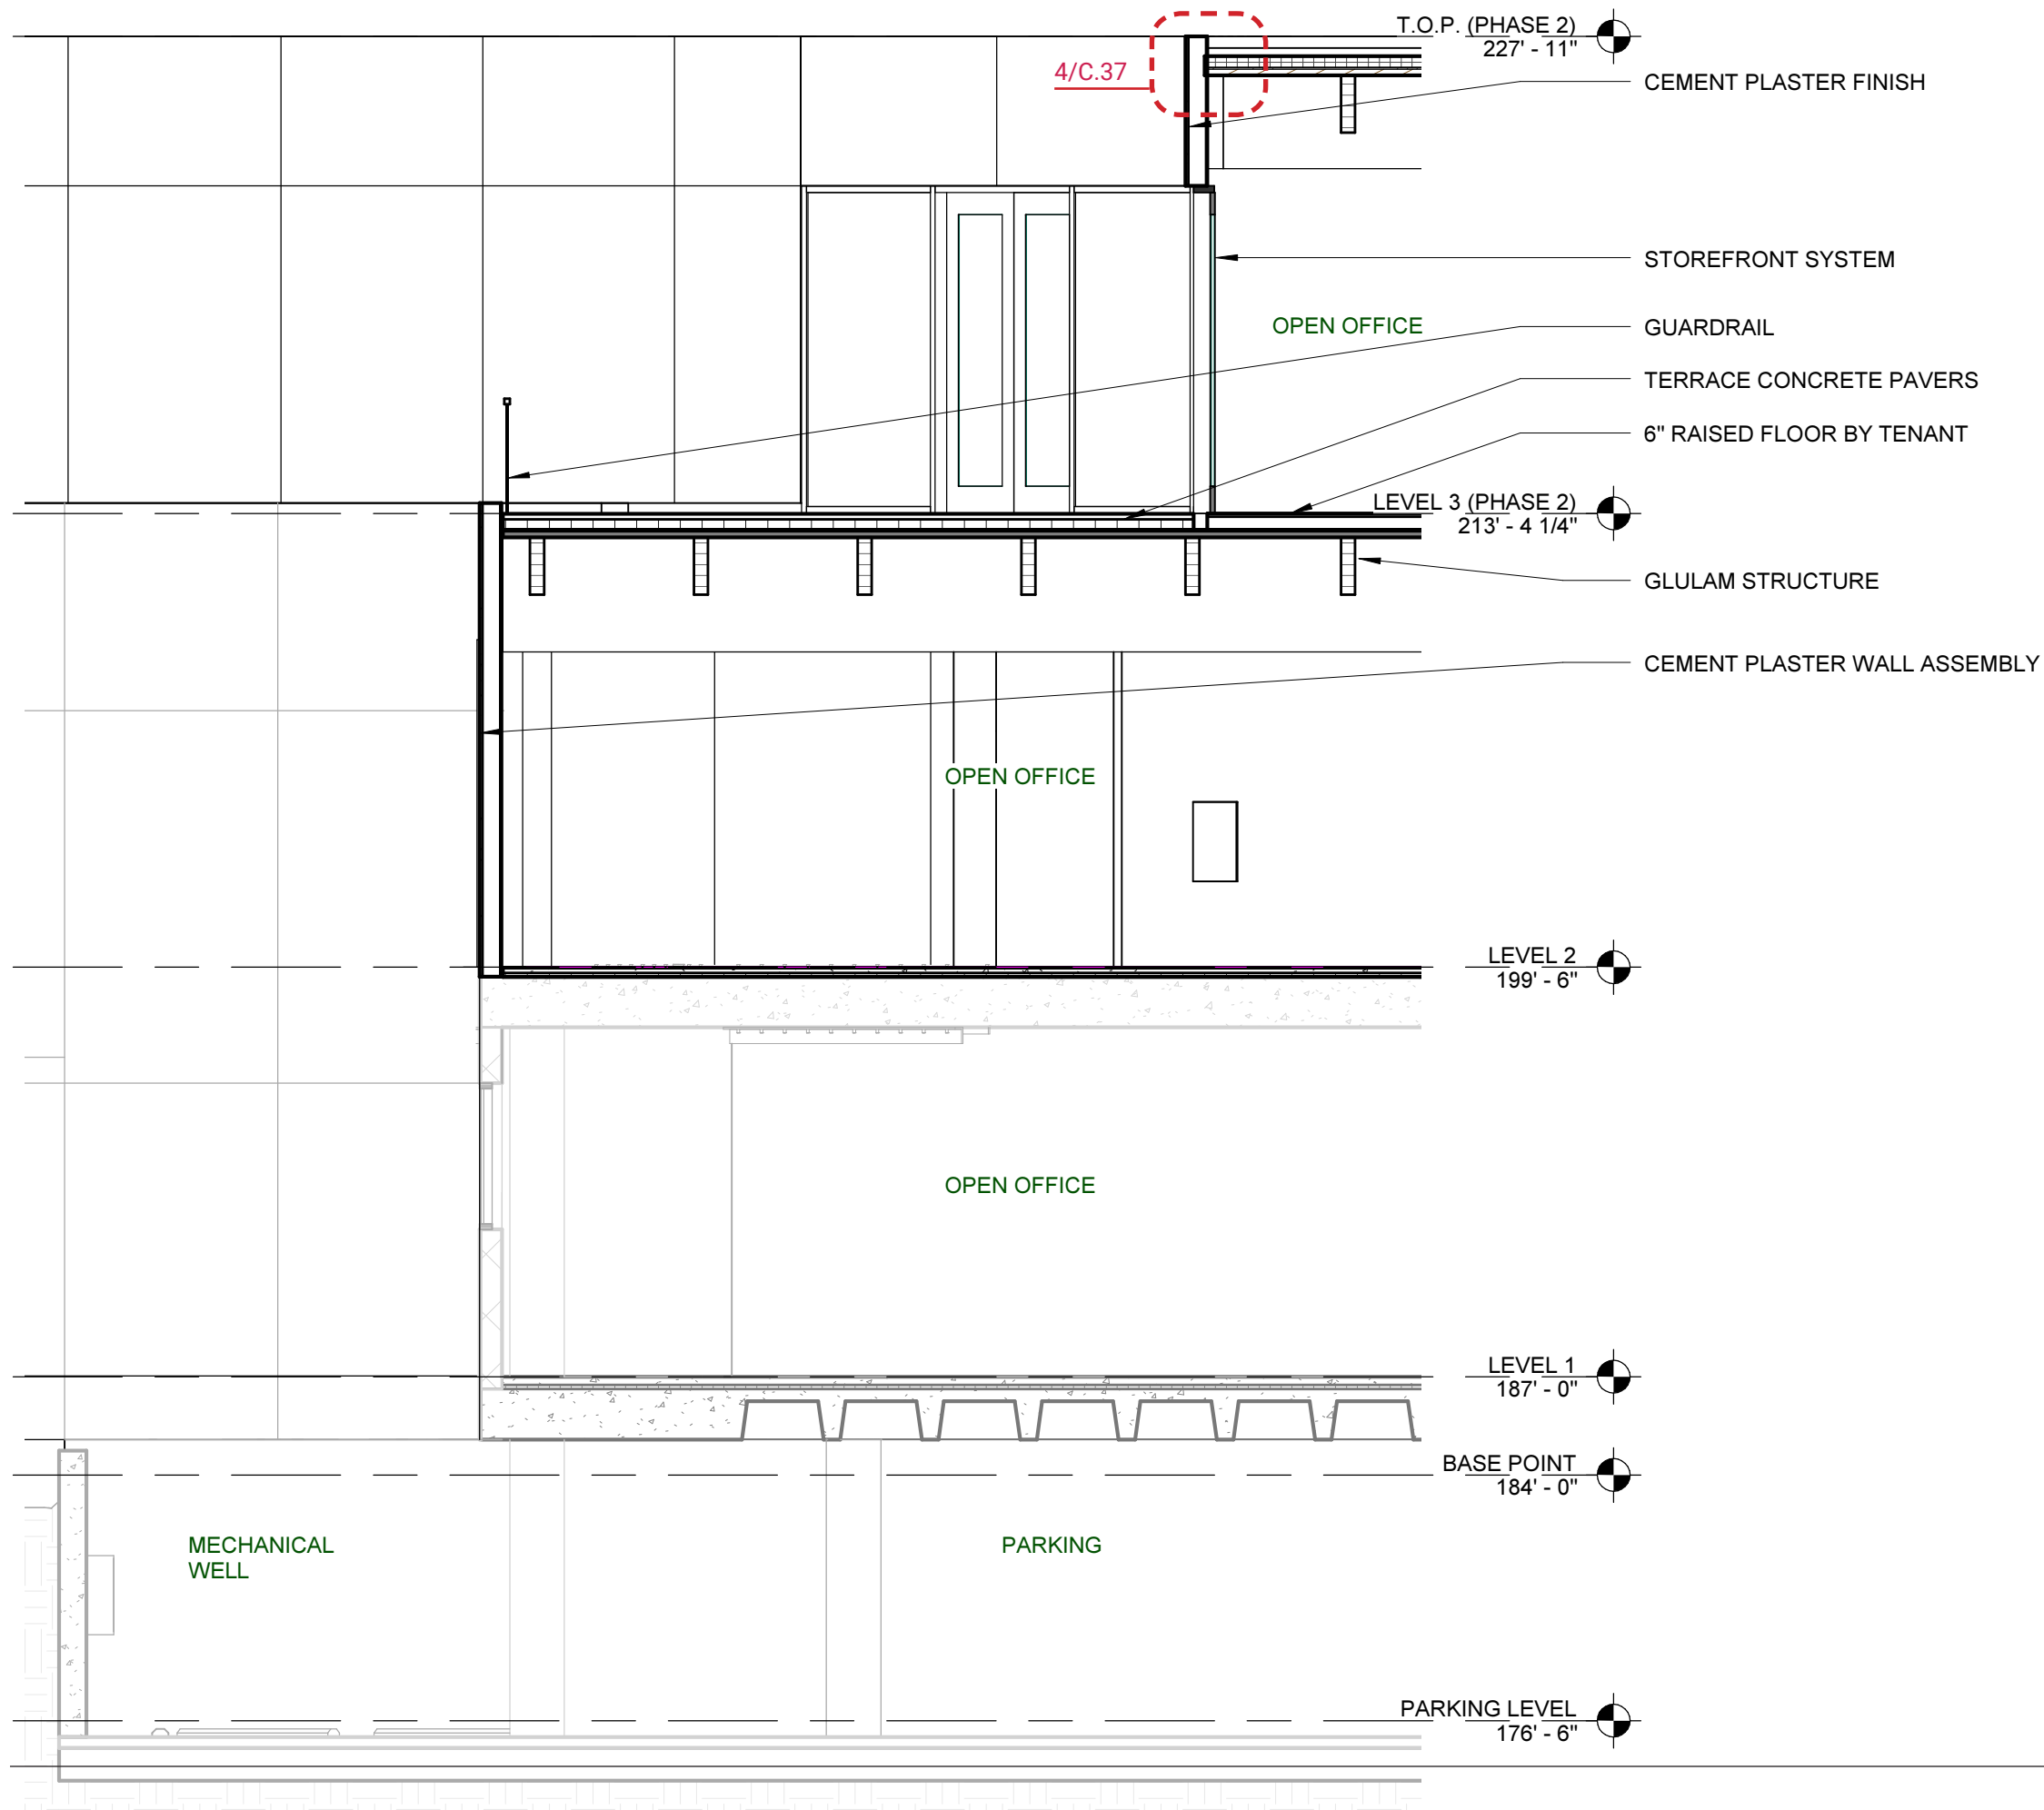 T.O.P. (PHASE 2)
227' - 11"
4/C.37
CEMENT PLASTER FINISH
STOREFRONT SYSTEM
OPEN OFFICE
GUARDRAIL
TERRACE CONCRETE PAVERS
6" RAISED FLOOR BY TENANT
LEVEL 3 (PHASE 2)
213' - 4 1/4"
GLULAM STRUCTURE
CEMENT PLASTER WALL ASSEMBLY
OPEN OFFICE
LEVEL 2
199' - 6"
OPEN OFFICE
LEVEL 1
187' - 0"
BASE POINT
184' - 0"
MECHANICAL
WELL
PARKING
PARKING LEVEL
176' - 6"